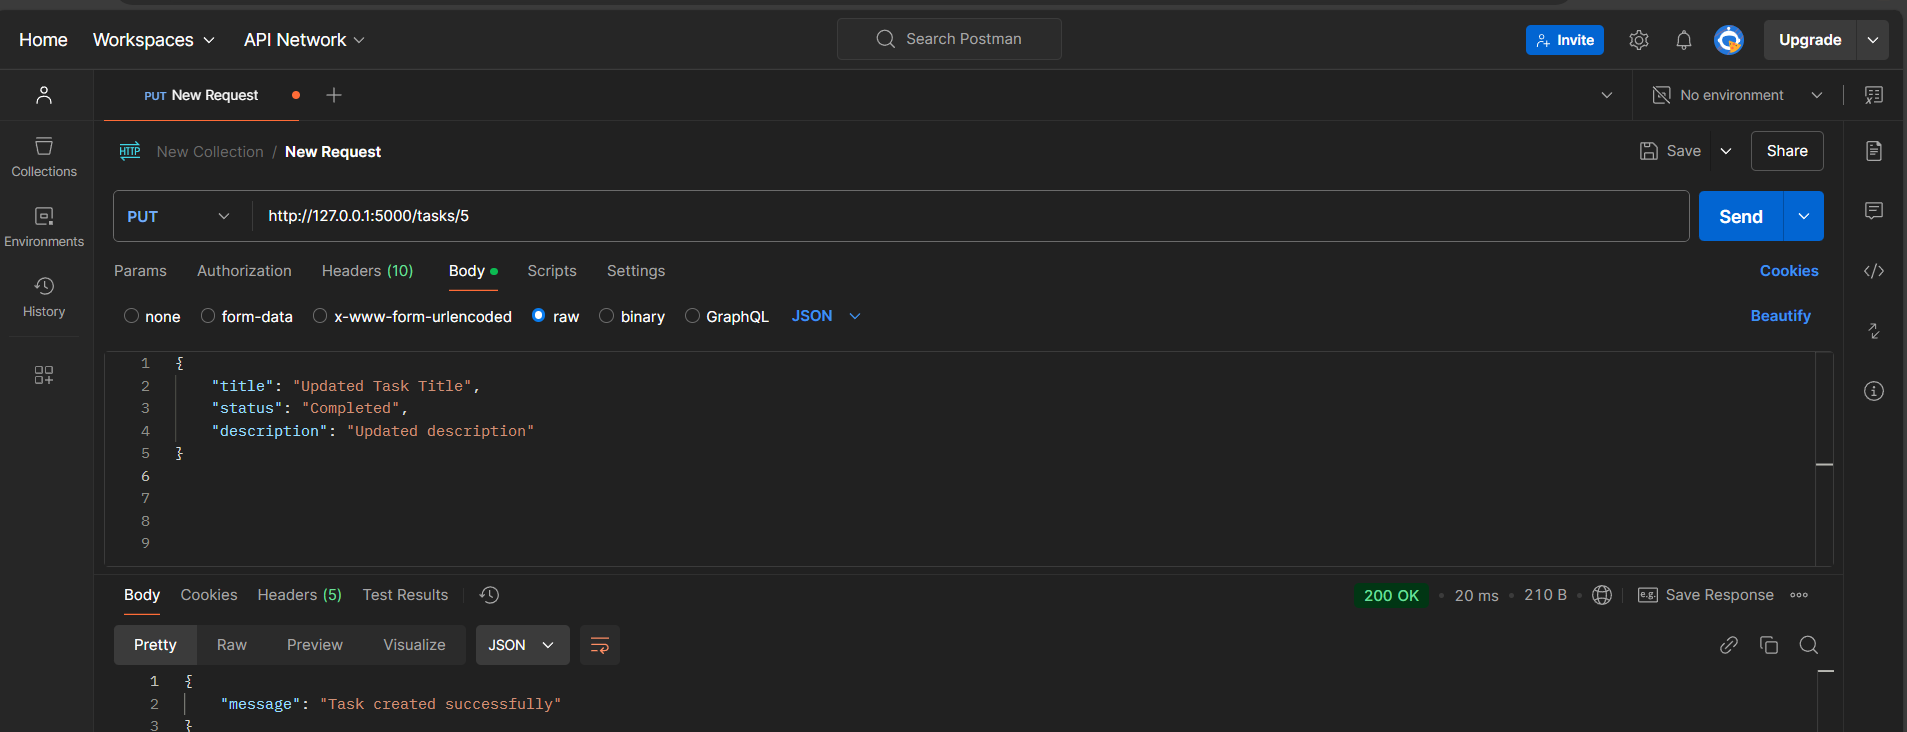 Home Workspaces API Network Search Postman Invite Upgrade
PUT New Request No environment
HTTP New Collection / New Request Save Share
Collections
PUT http://127.0.0.1:5000/tasks/5 Send
Environments
Params Authorization Headers (10) Body Scripts Settings Cookies
History
none form-data x-www-form-urlencoded raw binary GraphQL JSON Beautify
1 {
2 "title": "Updated Task Title",
3 "status": "Completed",
4 "description": "Updated description"
5 }
6
7
8
9
Body Cookies Headers (5) Test Results 200 OK • 20 ms • 210 B • e.g. Save Response
Pretty Raw Preview Visualize JSON
1 {
2 "message": "Task created successfully"
3 }